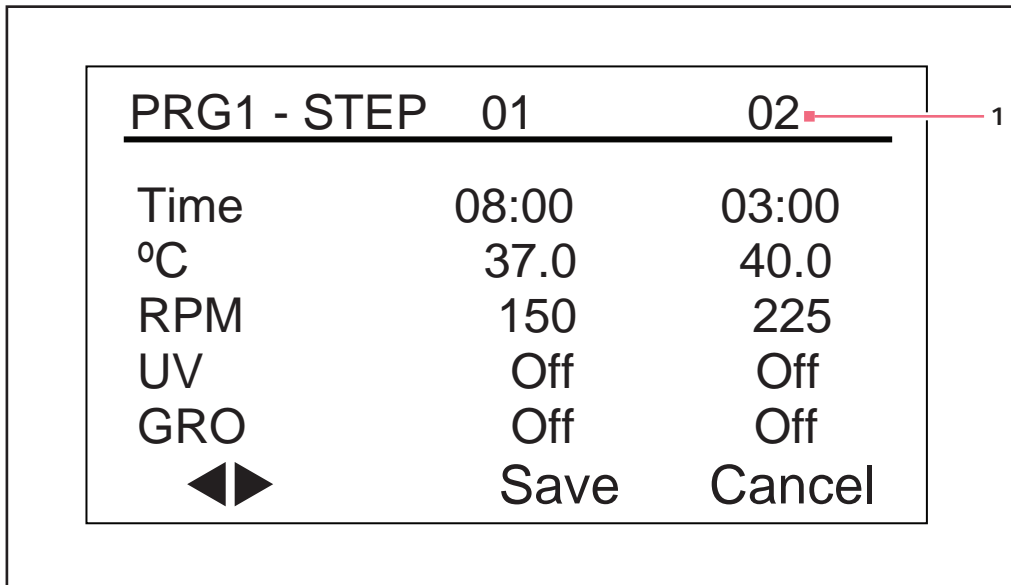 PRG1 - STEP 01 02
1
Time 08:00 03:00
ºC 37.0 40.0
RPM 150 225
UV Off Off
GRO Off Off
◀▶ Save Cancel